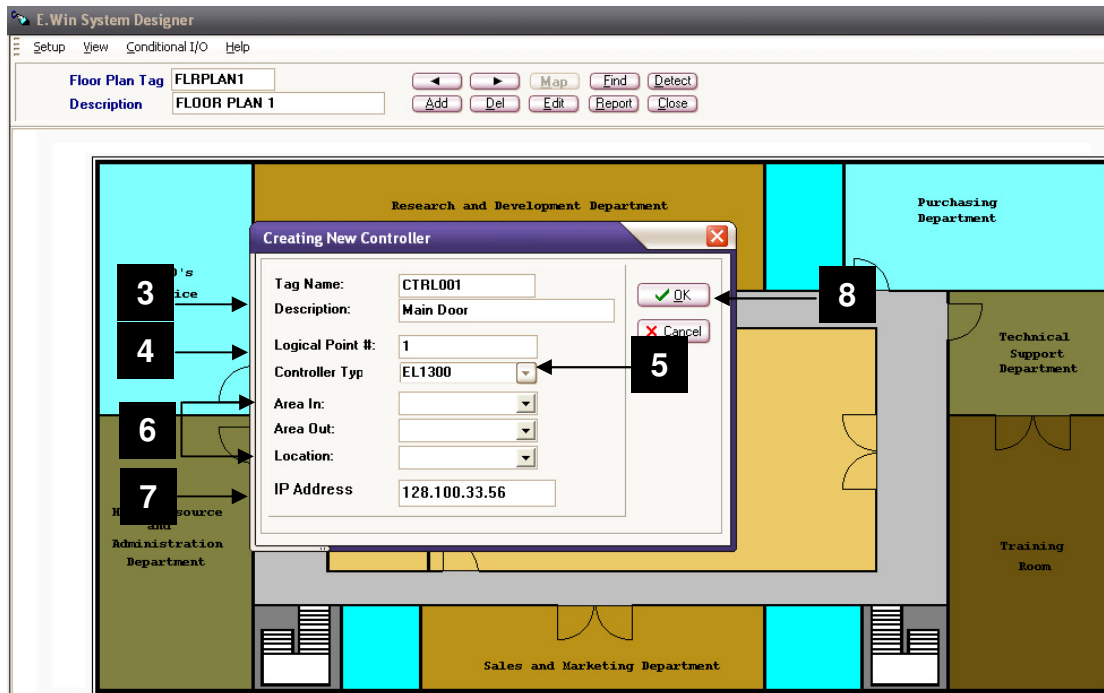 E.Win System Designer
Setup View Conditional I/O Help
Floor Plan Tag FLRPLAN1
Map Find Detect
Description FLOOR PLAN 1
Add Del Edit Report Close
Research and Development Department
Purchasing
Department
Creating New Controller
3
Tag Name: CTRL001
Description: Main Door
OK
8
Cancel
4
Logical Point #: 1
Controller Typ EL1300
5
Technical
Support
Department
6
Area In:
Area Out:
Location:
7
IP Address 128.100.33.56
and
Administration
Department
Training
Room
Sales and Marketing Department